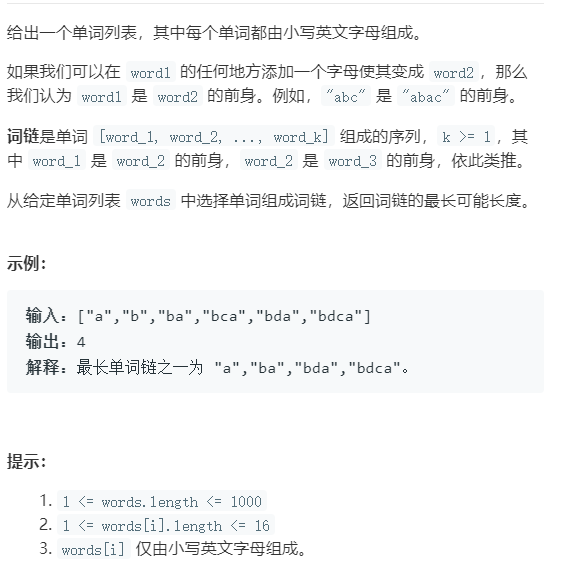 给出一个单词列表，其中每个单词都由小写英文字母组成。
如果我们可以在 word1 的任何地方添加一个字母使其变成 word2，那么
我们认为 word1 是 word2 的前身。例如，"abc" 是 "abac" 的前身。
词链是单词 [word_1, word_2, ..., word_k] 组成的序列，k >= 1，其
中 word_1 是 word_2 的前身，word_2 是 word_3 的前身，依此类推。
从给定单词列表 words 中选择单词组成词链，返回词链的最长可能长度。
示例：
输入：["a","b","ba","bca","bda","bdca"]
输出：4
解释：最长单词链之一为 "a","ba","bda","bdca"。
提示：
1. 1 <= words.length <= 1000
2. 1 <= words[i].length <= 16
3. words[i] 仅由小写英文字母组成。